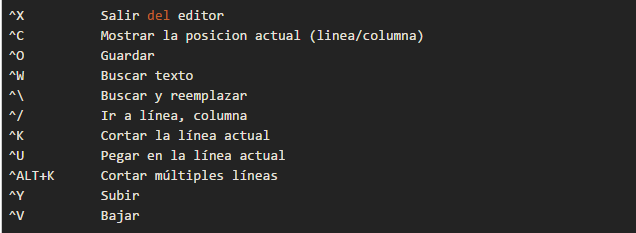 ^X Salir del editor
^C Mostrar la posicion actual (linea/columna)
^O Guardar
^W Buscar texto
^\ Buscar y reemplazar
^/ Ir a línea, columna
^K Cortar la línea actual
^U Pegar en la línea actual
^ALT+K Cortar múltiples líneas
^Y Subir
^V Bajar